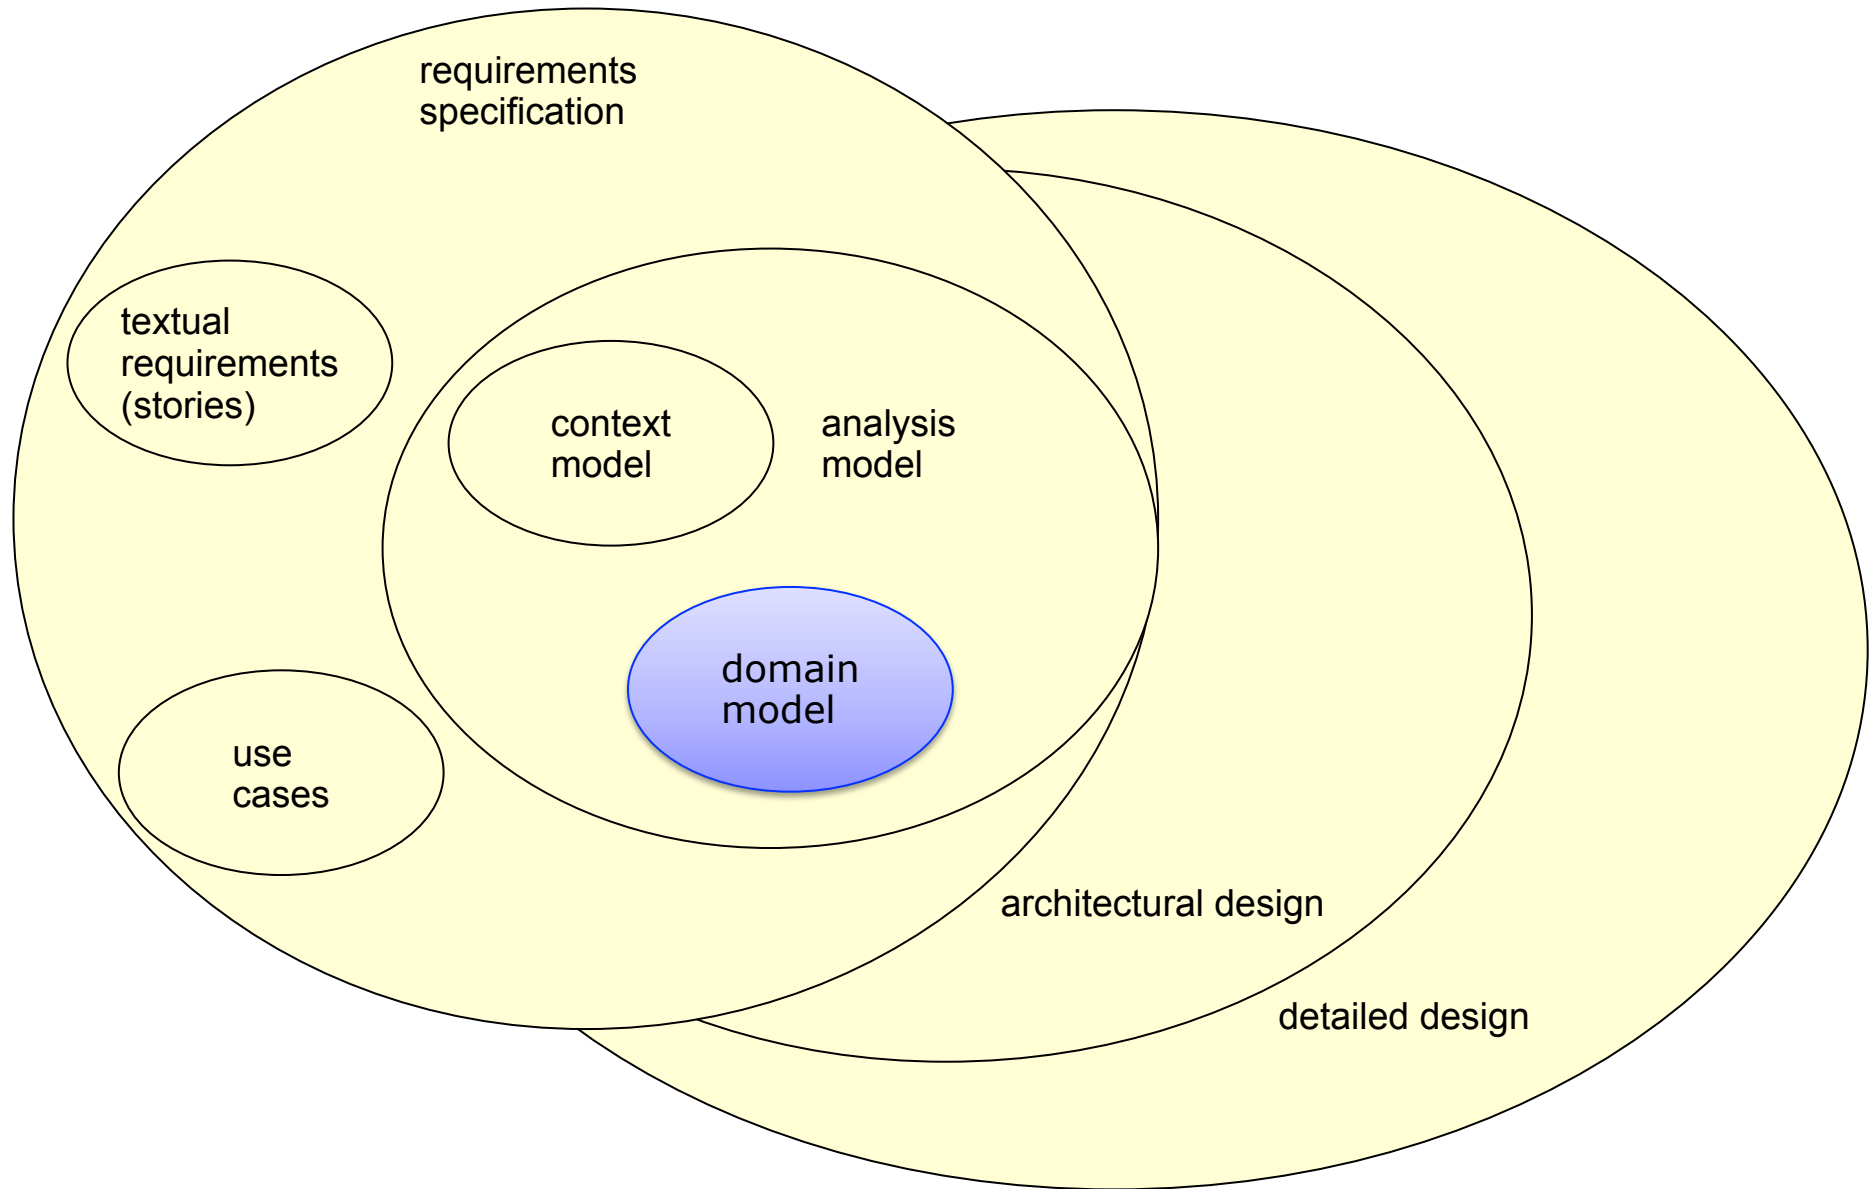 requirements
specification
textual
requirements
(stories)
context
model
analysis
model
domain
model
use
cases
architectural design
detailed design